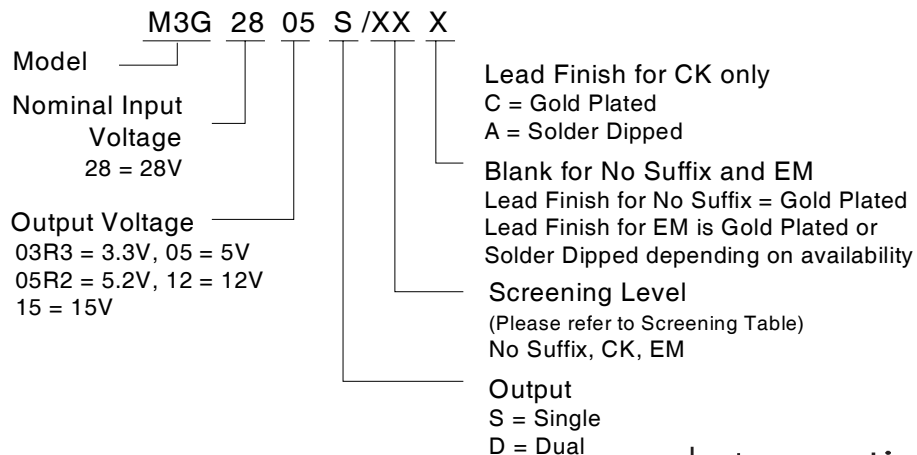 M3G 28 05 S /XX X
Model
Nominal Input
Voltage
28 = 28V
Output Voltage
03R3 = 3.3V, 05 = 5V
05R2 = 5.2V, 12 = 12V
15 = 15V
Lead Finish for CK only
C = Gold Plated
A = Solder Dipped
Blank for No Suffix and EM
Lead Finish for No Suffix = Gold Plated
Lead Finish for EM is Gold Plated or
Solder Dipped depending on availability
Screening Level
(Please refer to Screening Table)
No Suffix, CK, EM
Output
S = Single
D = Dual